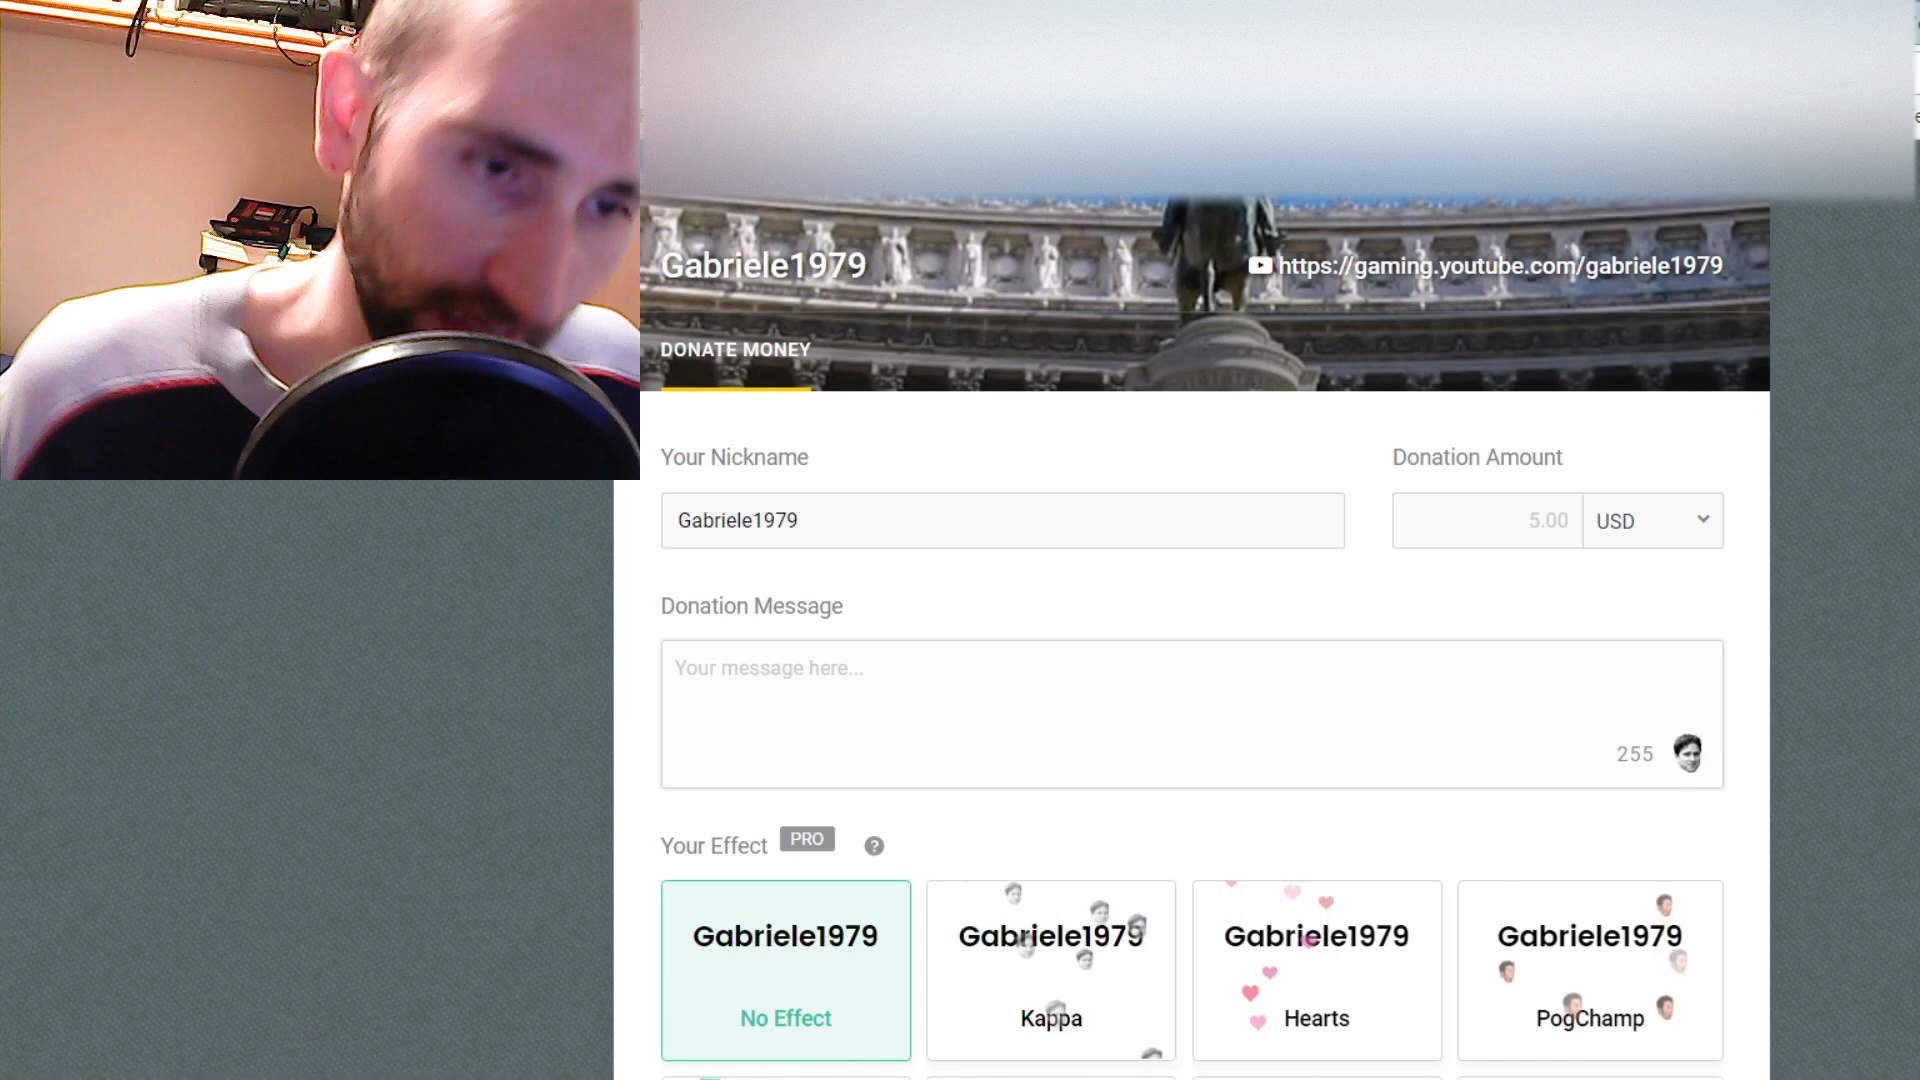 Gabriele1979
https://gaming.youtube.com/gabriele1979
DONATE MONEY
Your Nickname
Donation Amount
Gabriele1979
5.00
USD
Donation Message
Your message here...
255
Your Effect
PRO
?
Gabriele1979
Gabriele1979
Gabriele1979
Gabriele1979
No Effect
Kappa
Hearts
PogChamp